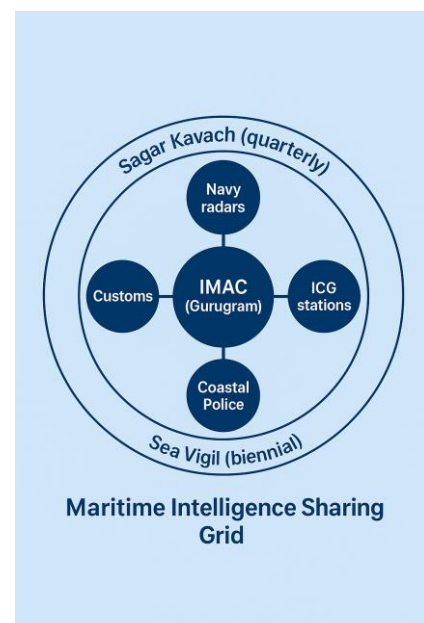 Sagar Kavach (quarterly)
Navy
radars
Customs
IMAC
(Gurugram)
ICG
stations
Coastal
Police
Sea Vigil (biennial)
Maritime Intelligence Sharing
Grid